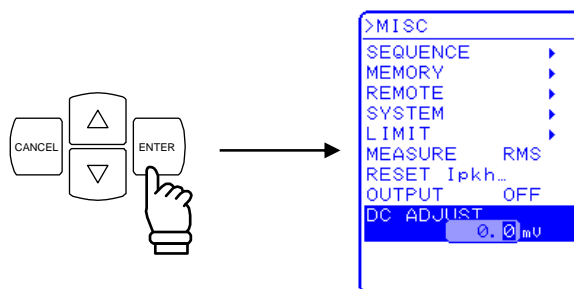 CANCEL
ENTER
>MISC
SEQUENCE
MEMORY
REMOTE
SYSTEM
LIMIT
MEASURE RMS
RESET Ipkh…
OUTPUT OFF
DC ADJUST
0.0mV